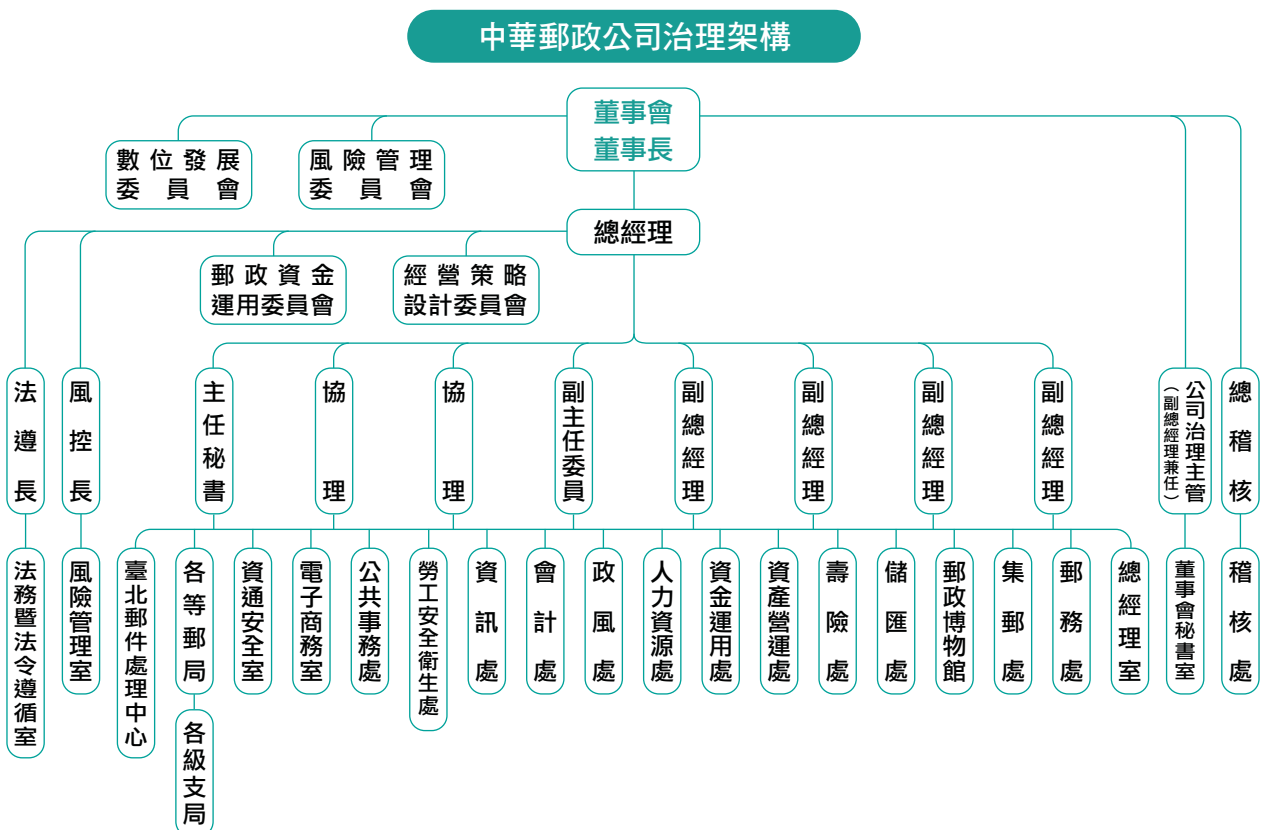 中華郵政公司治理架構
董事會
董事長
數位發展
委員會
風險管理
委員會
總經理
郵政資金
運用委員會
經營策略
設計委員會
法遵長
風控長
主任秘書
協理
協理
副主任委員
副總經理
副總經理
副總經理
副總經理
公司治理主管
（副總經理兼任）
總稽核
法務暨法令遵循室
風險管理室
臺北郵件處理中心
各等郵局
資通安全室
電子商務室
公共事務處
勞工安全衛生處
資訊處
會計處
政風處
人力資源處
資金運用處
資產營運處
壽險處
儲匯處
郵政博物館
集郵處
郵務處
總經理室
董事會秘書室
稽核處
各級支局